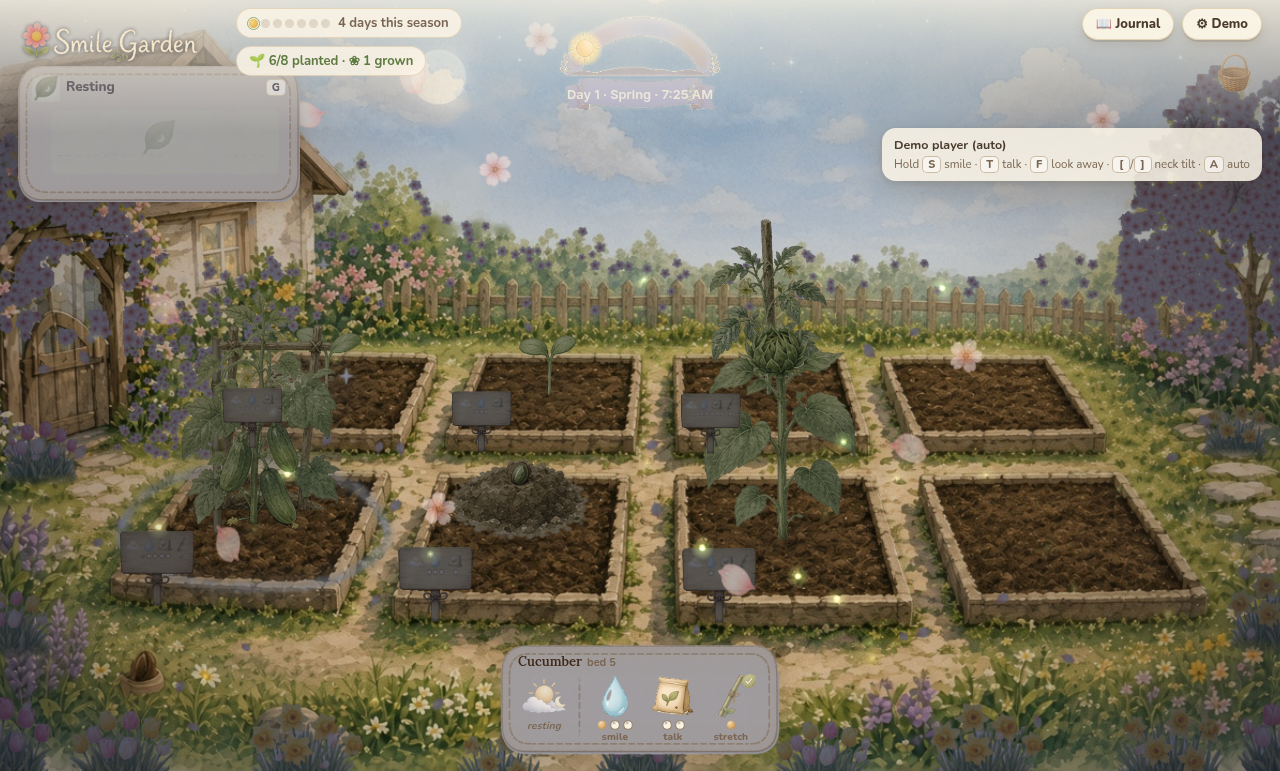 Smile Garden
4 days this season
6/8 planted · 1 grown
Resting
G
Day 1 · Spring · 7:25 AM
Journal
Demo
Demo player (auto)
Hold S smile · T talk · F look away · [ / ] neck tilt · A auto
Cucumber bed 5
resting
smile
talk
stretch